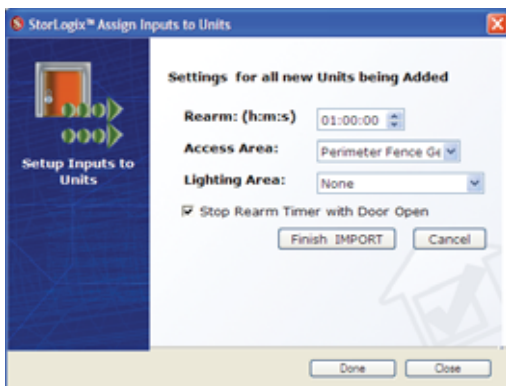 StorLogix™ Assign Inputs to Units
Setup Inputs to
Units
Settings for all new Units being Added
Rearm: (h:m:s) 01:00:00
Access Area: Perimeter Fence Ge
Lighting Area: None
Stop Rearm Timer with Door Open
Finish IMPORT Cancel
Done Close